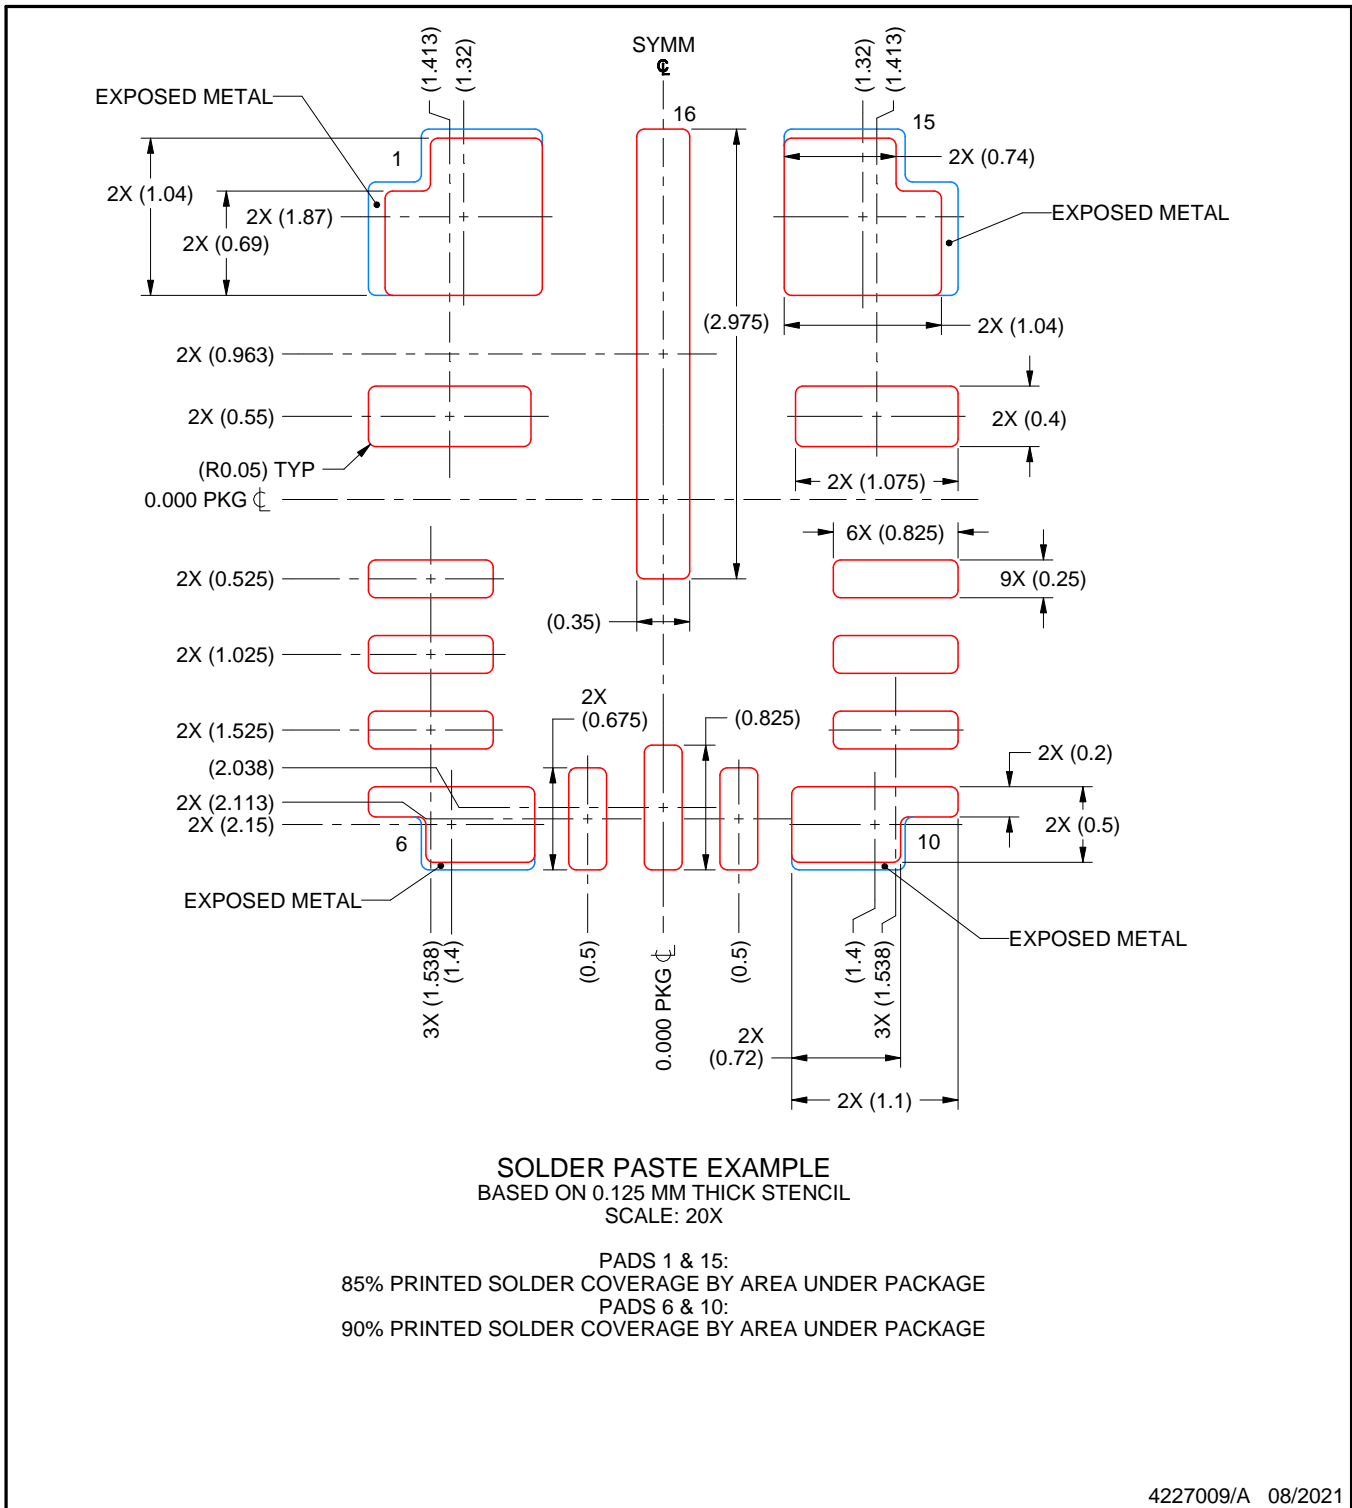 (1.413)
(1.32)
SYMM
℄
(1.32)
(1.413)
EXPOSED METAL
16
15
1
2X (0.74)
2X (1.04)
2X (1.87)
EXPOSED METAL
2X (0.69)
(2.975)
2X (1.04)
2X (0.963)
2X (0.55)
2X (0.4)
(R0.05) TYP
2X (1.075)
0.000 PKG ℄
6X (0.825)
2X (0.525)
9X (0.25)
(0.35)
2X (1.025)
2X
(0.675)
(0.825)
2X (1.525)
2X (0.2)
(2.038)
2X (2.113)
2X (2.15)
2X (0.5)
6
10
EXPOSED METAL
EXPOSED METAL
3X (1.538)
(1.4)
(0.5)
0.000 PKG ℄
(0.5)
(1.4)
3X (1.538)
2X
(0.72)
2X (1.1)
SOLDER PASTE EXAMPLE
BASED ON 0.125 MM THICK STENCIL
SCALE: 20X
PADS 1 & 15:
85% PRINTED SOLDER COVERAGE BY AREA UNDER PACKAGE
PADS 6 & 10:
90% PRINTED SOLDER COVERAGE BY AREA UNDER PACKAGE
4227009/A 08/2021